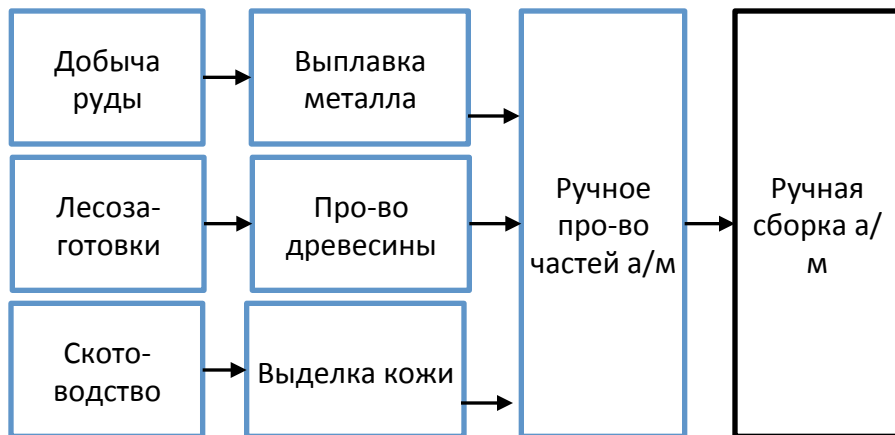 Добыча
руды
Выплавка
металла
Лесоза-
готовки
Про-во
древесины
Ското-
водство
Выделка кожи
Ручное
про-во
частей а/м
Ручная
сборка а/
м